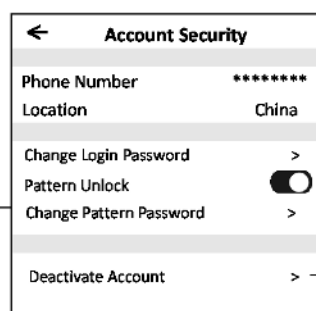 ← Account Security
Phone Number ********
Location China
Change Login Password >
Pattern Unlock
Change Pattern Password >
Deactivate Account >